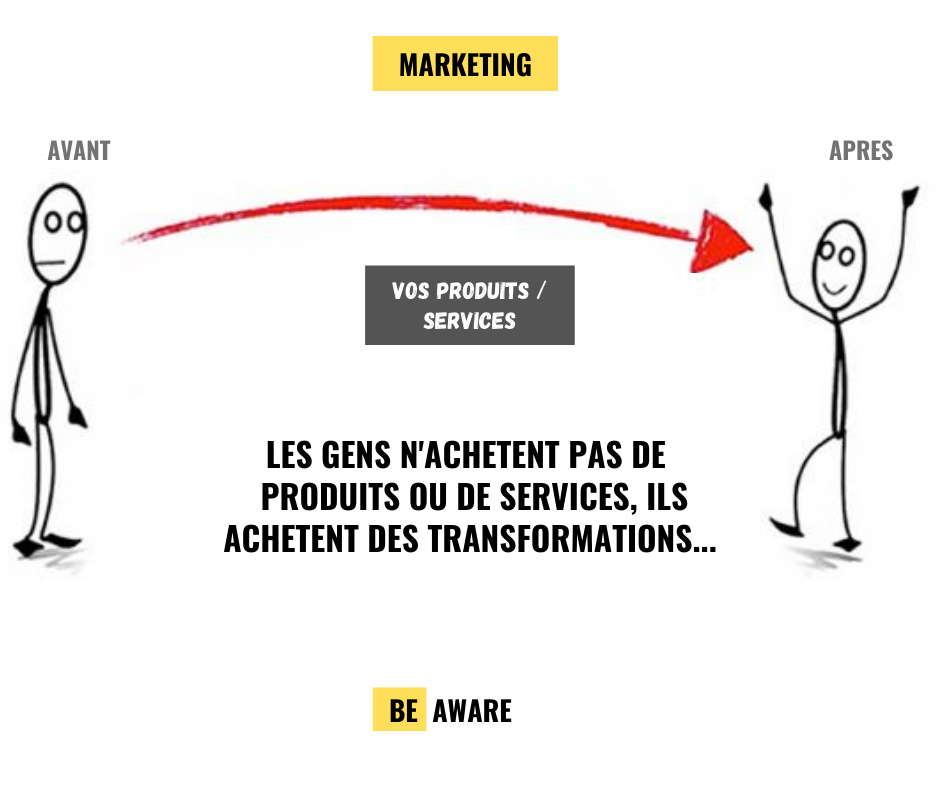 MARKETING
AVANT
APRES
VOS PRODUITS /
SERVICES
LES GENS N'ACHETENT PAS DE
PRODUITS OU DE SERVICES, ILS
ACHETENT DES TRANSFORMATIONS...
BE AWARE